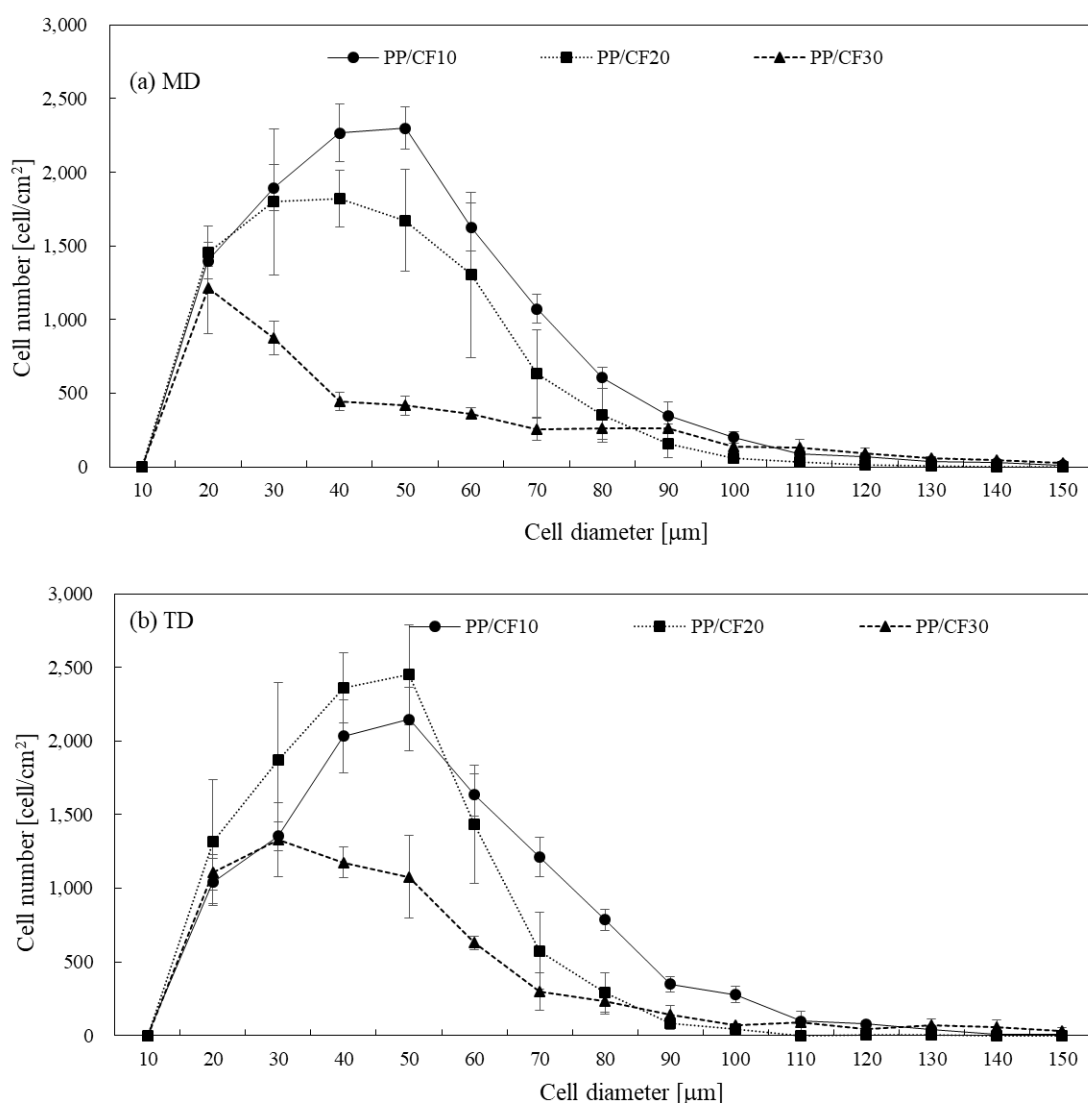 3,000
PP/CF10 PP/CF20 PP/CF30
(a) MD
2,500
2,000
1,500
1,000
500
0
Cell number [cell/cm²]
10 20 30 40 50 60 70 80 90 100 110 120 130 140 150
Cell diameter [μm]
3,000
(b) TD PP/CF10 PP/CF20 PP/CF30
2,500
2,000
1,500
1,000
500
0
Cell number [cell/cm²]
10 20 30 40 50 60 70 80 90 100 110 120 130 140 150
Cell diameter [μm]